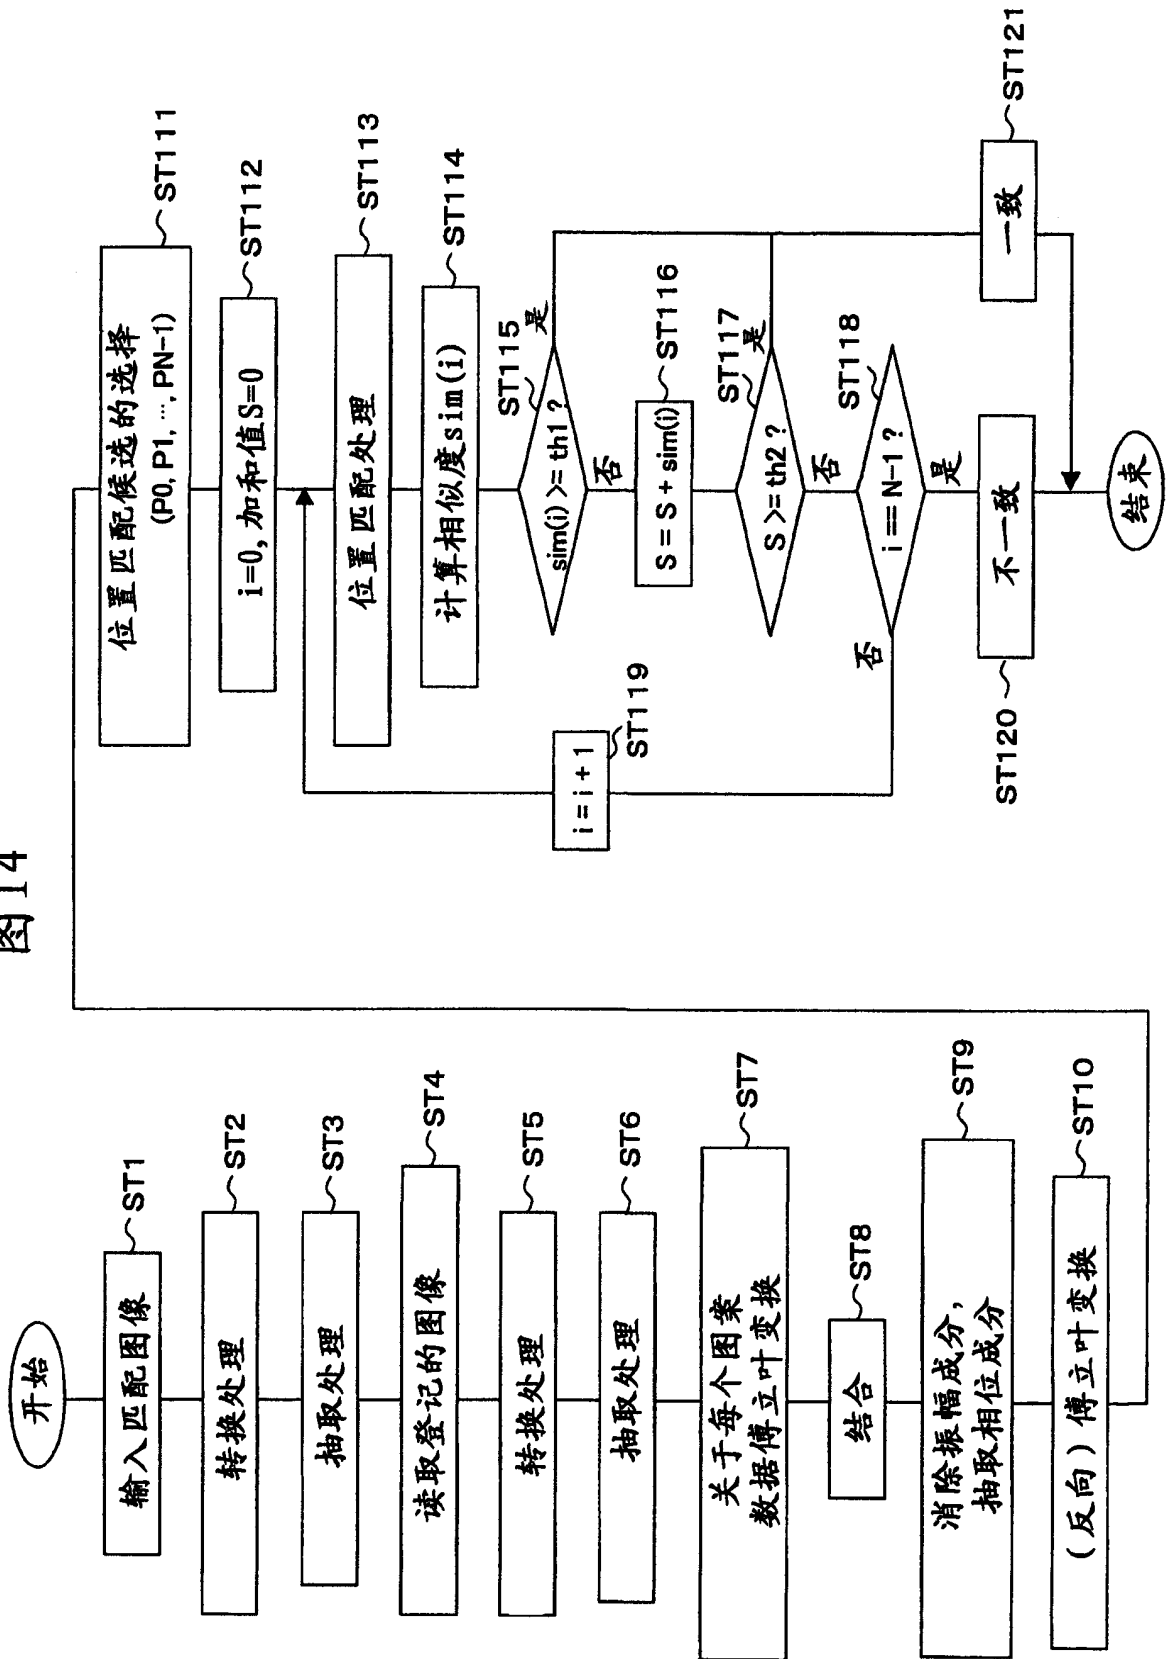 图14
开始
输入匹配图像
ST1
转换处理
ST2
抽取处理
ST3
读取登记的图像
ST4
转换处理
ST5
抽取处理
ST6
关于每个图案
数据傅立叶变换
ST7
结合
ST8
消除振幅成分,
抽取相位成分
ST9
(反向)傅立叶变换
ST10
位置匹配候选的选择
(P0, P1, ···, PN-1)
ST111
i=0, 加和值S=0
ST112
位置匹配处理
ST113
计算相似度sim(i)
ST114
sim(i) >= th1 ?
ST115
是
否
S = S + sim(i)
ST116
S >= th2 ?
ST117
是
否
i == N-1 ?
ST118
否
是
i = i + 1
ST119
不一致
ST120
一致
ST121
结束